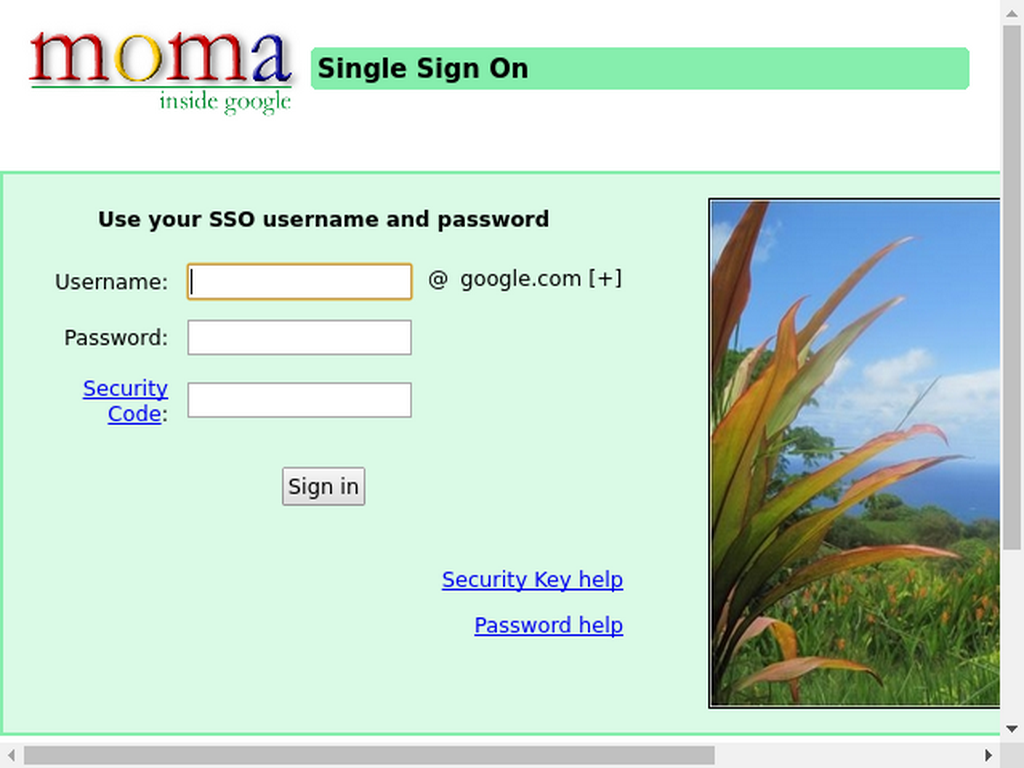 moma
inside google
Single Sign On
Use your SSO username and password
Username:
@ google.com [+]
Password:
Security
Code:
Sign in
Security Key help
Password help